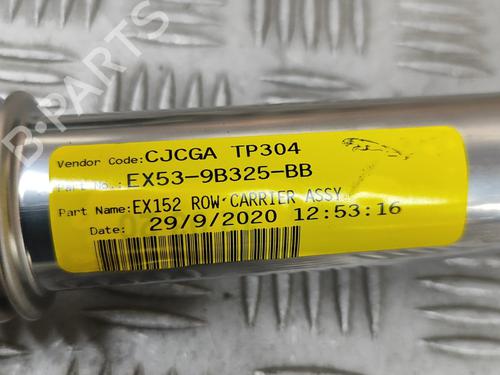 B-PARTS
Vendor Code: CJCGA TP304
Part No.: EX53-9B325-BB
Part Name: EX152 ROW CARRIER ASSY
Date: 29/9/2020 12:53:16